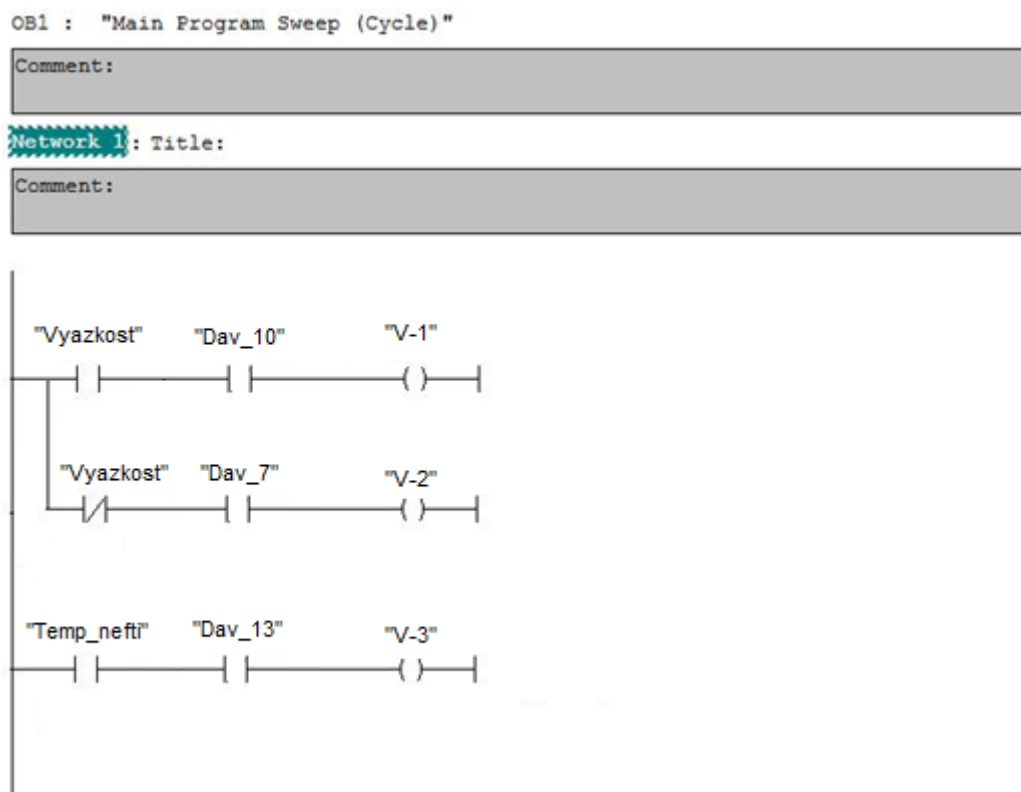 OB1 : "Main Program Sweep (Cycle)"
Comment:
Network 1: Title:
Comment:
"Vyazkost" "Dav_10" "V-1"
"Vyazkost" "Dav_7" "V-2"
"Temp_nefti" "Dav_13" "V-3"